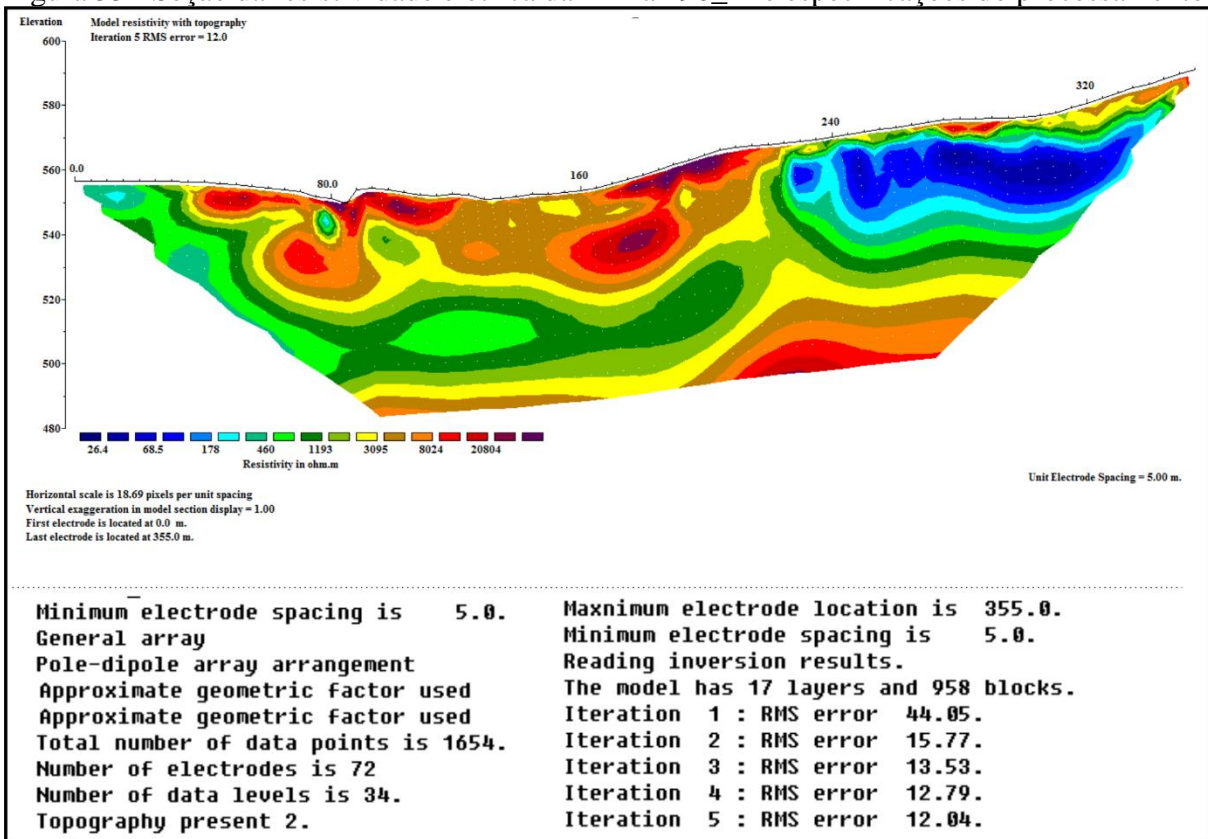 Elevation
Model resistivity with topography
Iteration 5 RMS error = 12.0
600
580
560
540
520
500
480
0.0
80.0
160
240
320
26.4 68.5 178 460 1193 3095 8024 20804
Resistivity in ohm.m
Unit Electrode Spacing = 5.00 m.
Horizontal scale is 18.69 pixels per unit spacing
Vertical exaggeration in model section display = 1.00
First electrode is located at 0.0 m.
Last electrode is located at 355.0 m.
Minimum electrode spacing is 5.0.
General array
Pole-dipole array arrangement
Approximate geometric factor used
Approximate geometric factor used
Total number of data points is 1654.
Number of electrodes is 72
Number of data levels is 34.
Topography present 2.
Maxnimum electrode location is 355.0.
Minimum electrode spacing is 5.0.
Reading inversion results.
The model has 17 layers and 958 blocks.
Iteration 1 : RMS error 44.05.
Iteration 2 : RMS error 15.77.
Iteration 3 : RMS error 13.53.
Iteration 4 : RMS error 12.79.
Iteration 5 : RMS error 12.04.